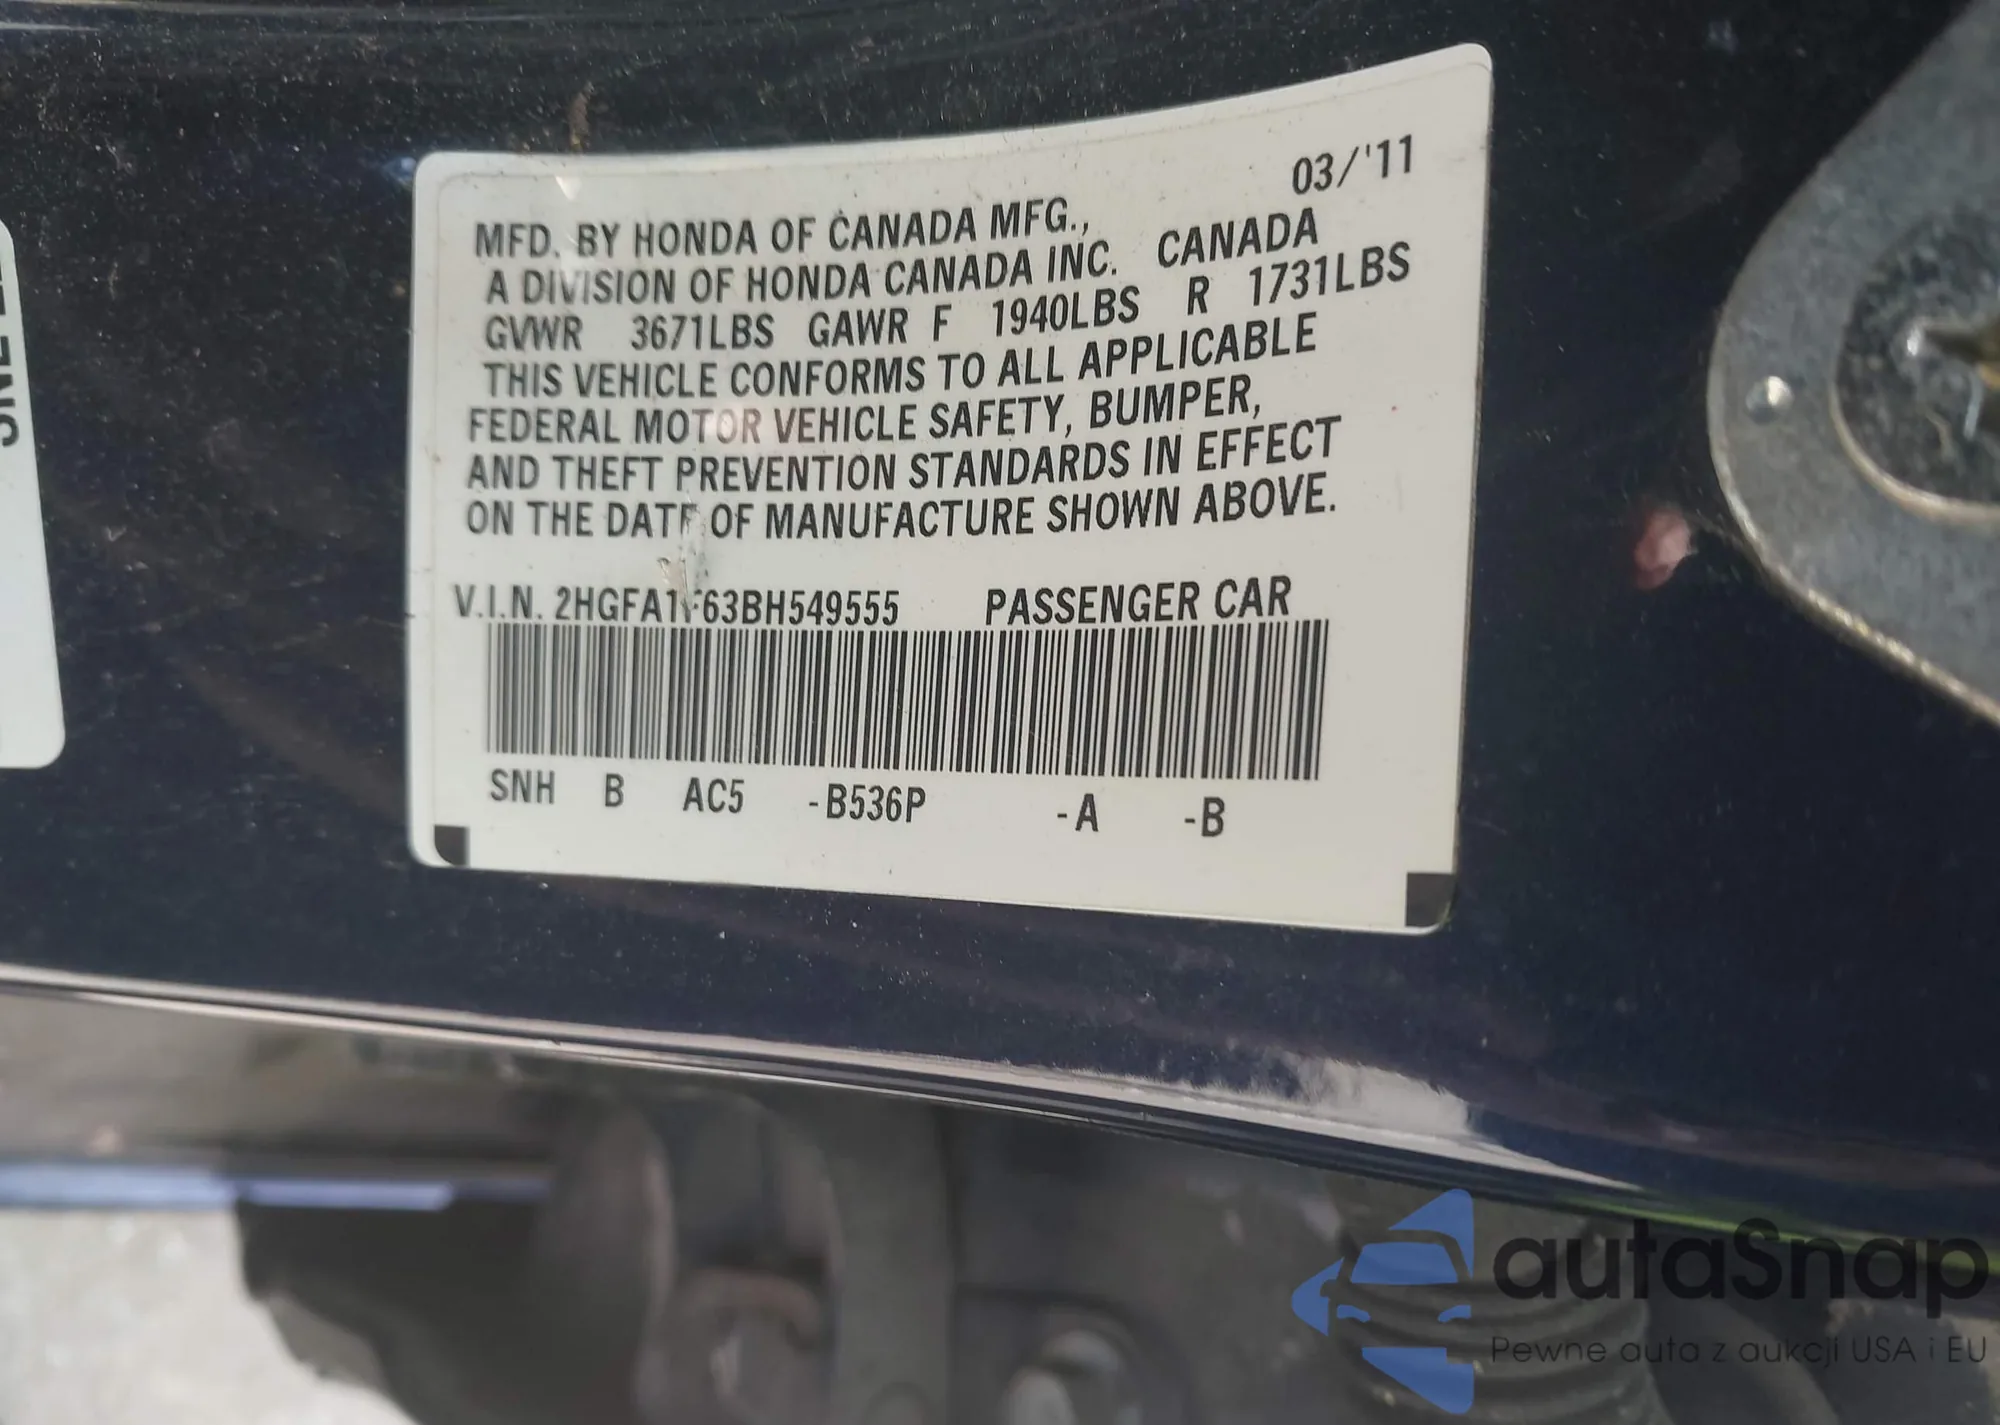 03/'11
MFD. BY HONDA OF CANADA MFG.,
A DIVISION OF HONDA CANADA INC. CANADA
GVWR 3671LBS GAWR F 1940LBS R 1731LBS
THIS VEHICLE CONFORMS TO ALL APPLICABLE
FEDERAL MOTOR VEHICLE SAFETY, BUMPER,
AND THEFT PREVENTION STANDARDS IN EFFECT
ON THE DATE OF MANUFACTURE SHOWN ABOVE.
V.I.N. 2HGFA1F63BH549555 PASSENGER CAR
SNH B AC5 -B536P -A -B
autaSnap
Pewne auta z aukcji USA i EU